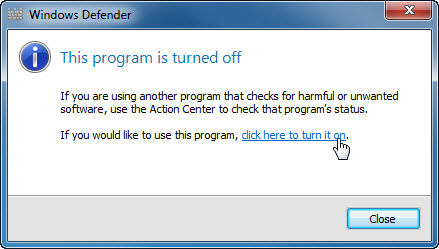 Windows Defender
This program is turned off
If you are using another program that checks for harmful or unwanted
software, use the Action Center to check that program's status.
If you would like to use this program, click here to turn it on.
Close